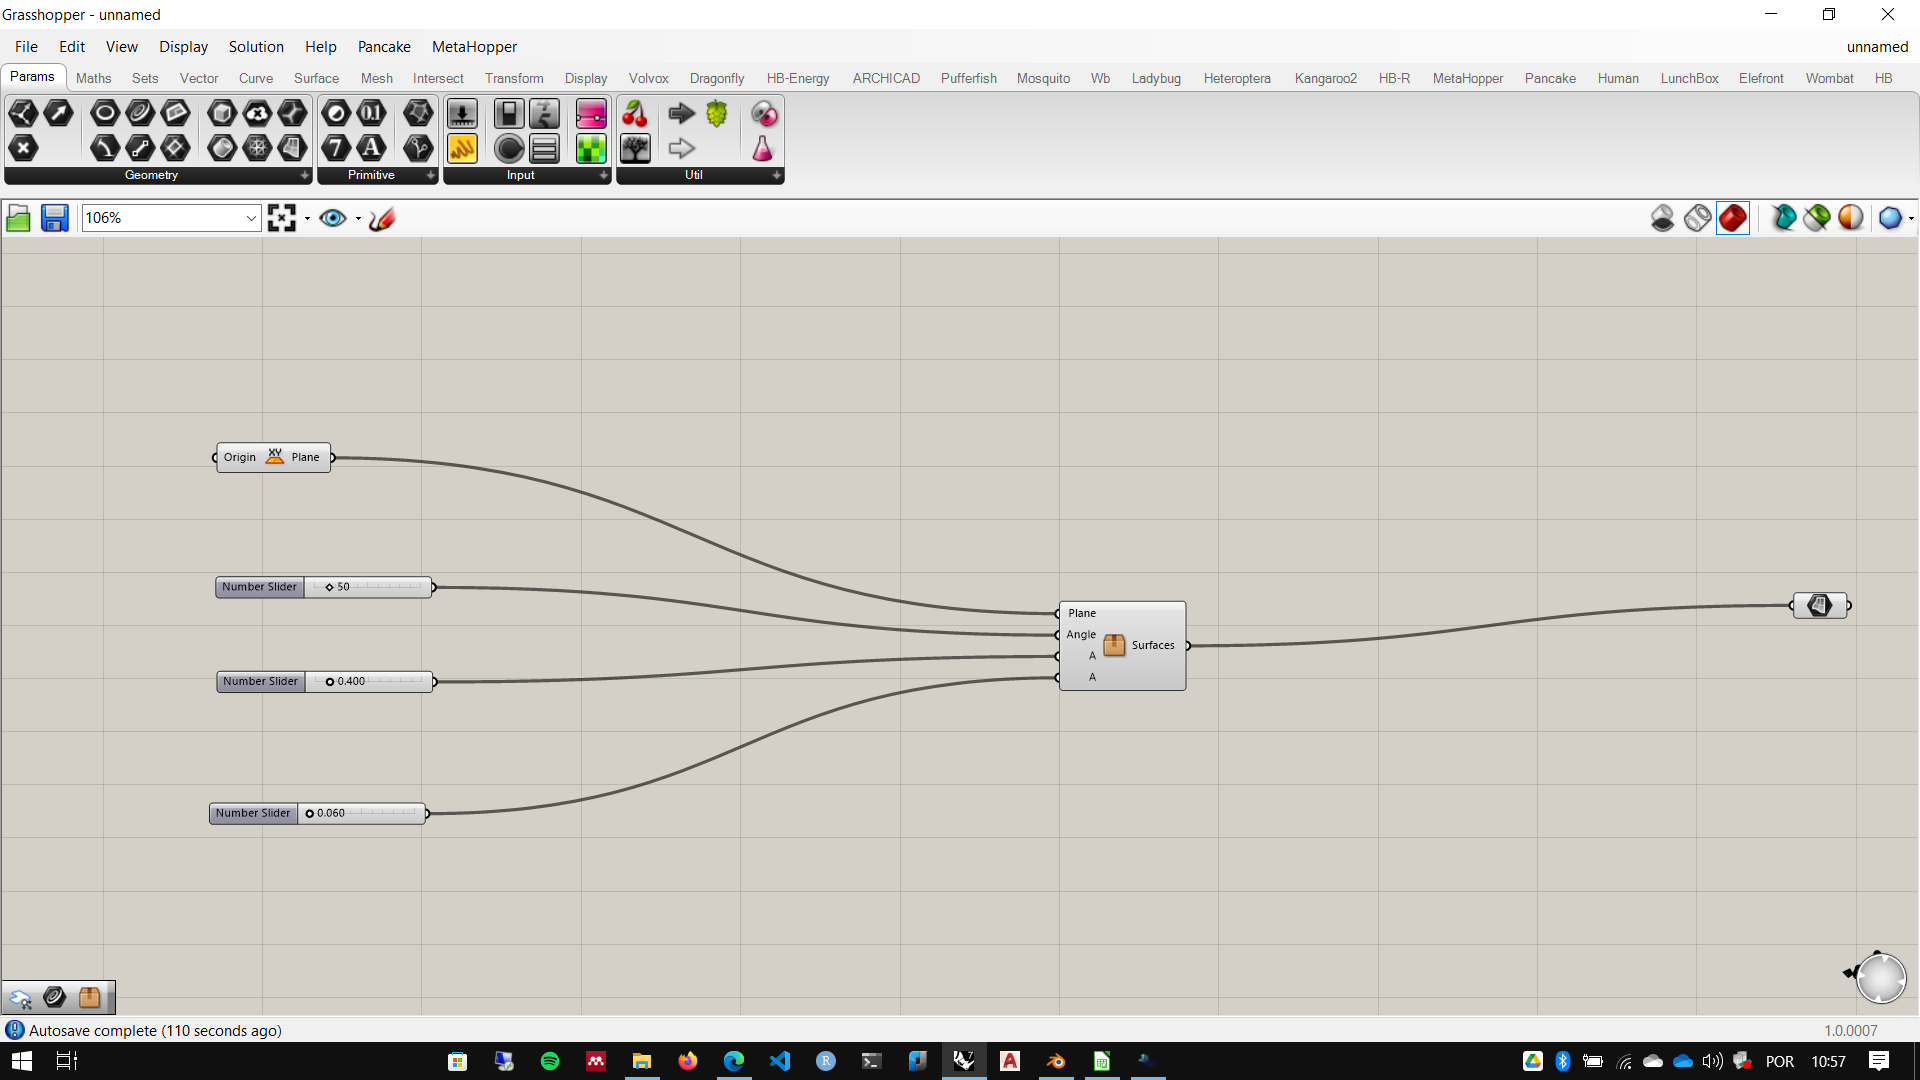 Grasshopper - unnamed
File Edit View Display Solution Help Pancake MetaHopper unnamed
Params Maths Sets Vector Curve Surface Mesh Intersect Transform Display Volvox Dragonfly HB-Energy ARCHICAD Pufferfish Mosquito Wb Ladybug Heteroptera Kangaroo2 HB-R MetaHopper Pancake Human LunchBox Elefront Wombat HB
Geometry Primitive Input Util
106%
Origin XY Plane
Number Slider 50
Plane
Angle
A
A
Surfaces
Number Slider 0.400
Number Slider 0.060
Autosave complete (110 seconds ago) 1.0.0007
POR 10:57